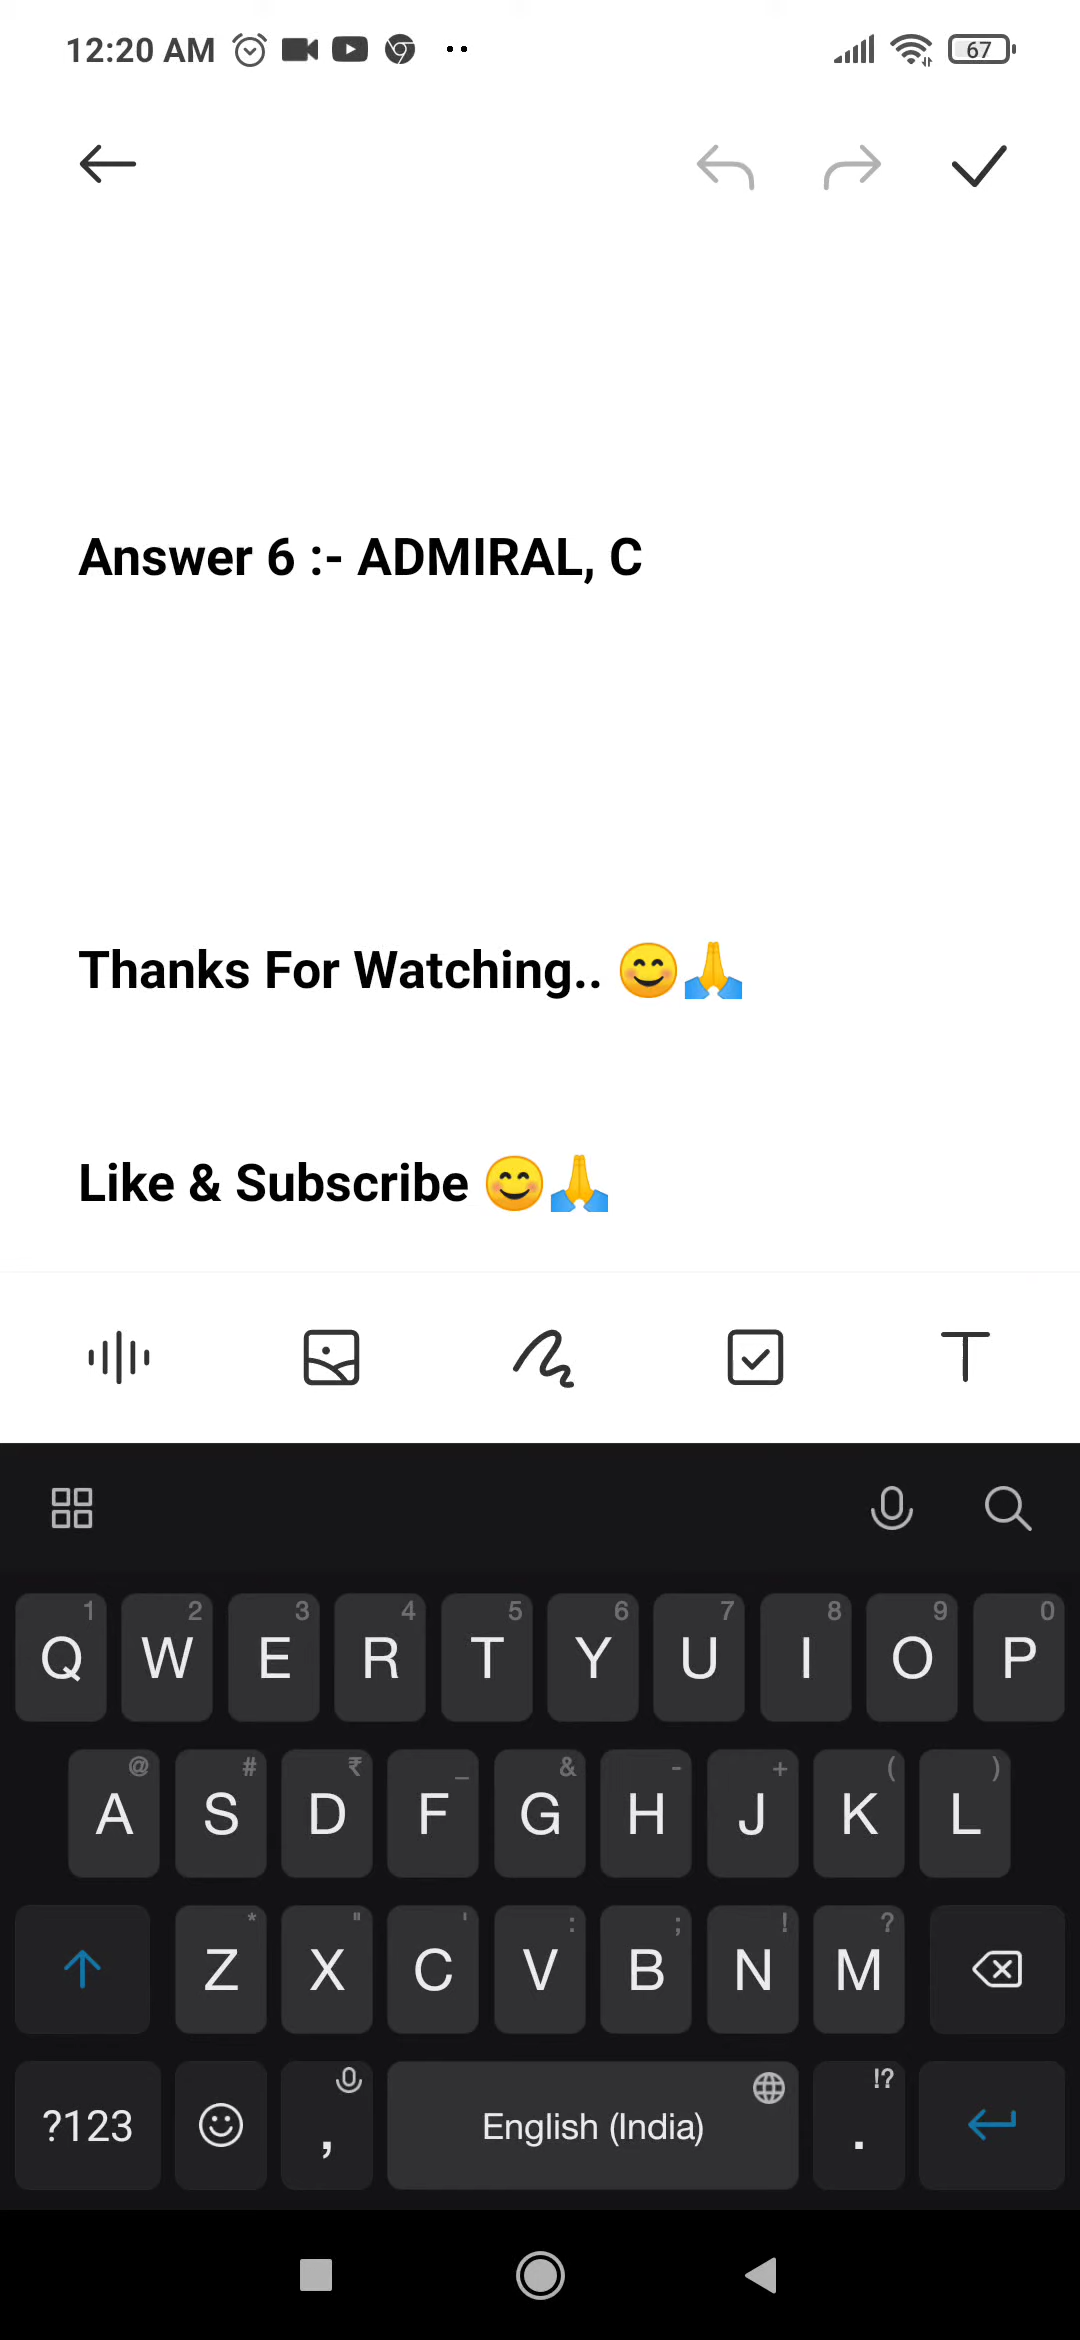 12:20 AM 67
Answer 6 :- ADMIRAL, C
Thanks For Watching.. 😊🙏
Like & Subscribe 😊🙏
1 2 3 4 5 6 7 8 9 0
Q W E R T Y U I O P
@ # ₹ _ & - + ( )
A S D F G H J K L
* " ' : ; ! ?
Z X C V B N M
!?
?123 , English (India) .